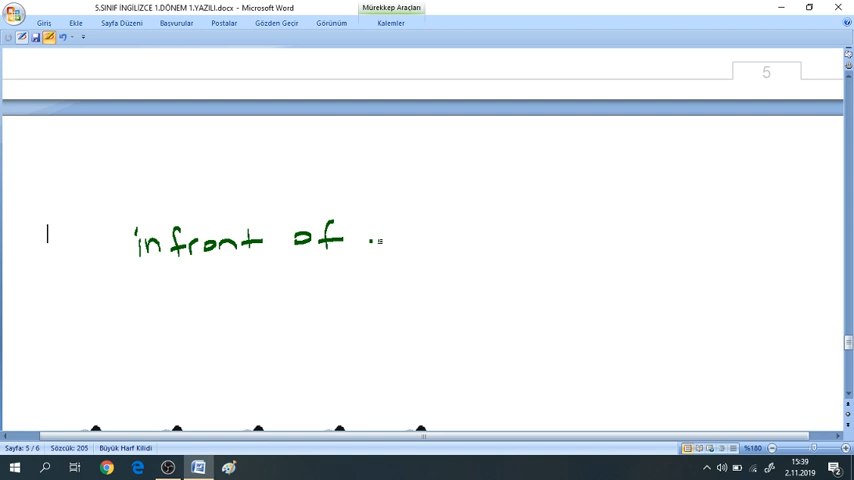 5.SINIF İNGİLİZCE 1.DÖNEM 1.YAZILI.docx - Microsoft Word
Mürekkep Araçları
Giriş Ekle Sayfa Düzeni Başvurular Postalar Gözden Geçir Görünüm Kalemler
5
infront of .
Sayfa: 5 / 6 Sözcük: 205 Büyük Harf Kilidi %180
15:39
2.11.2019
2